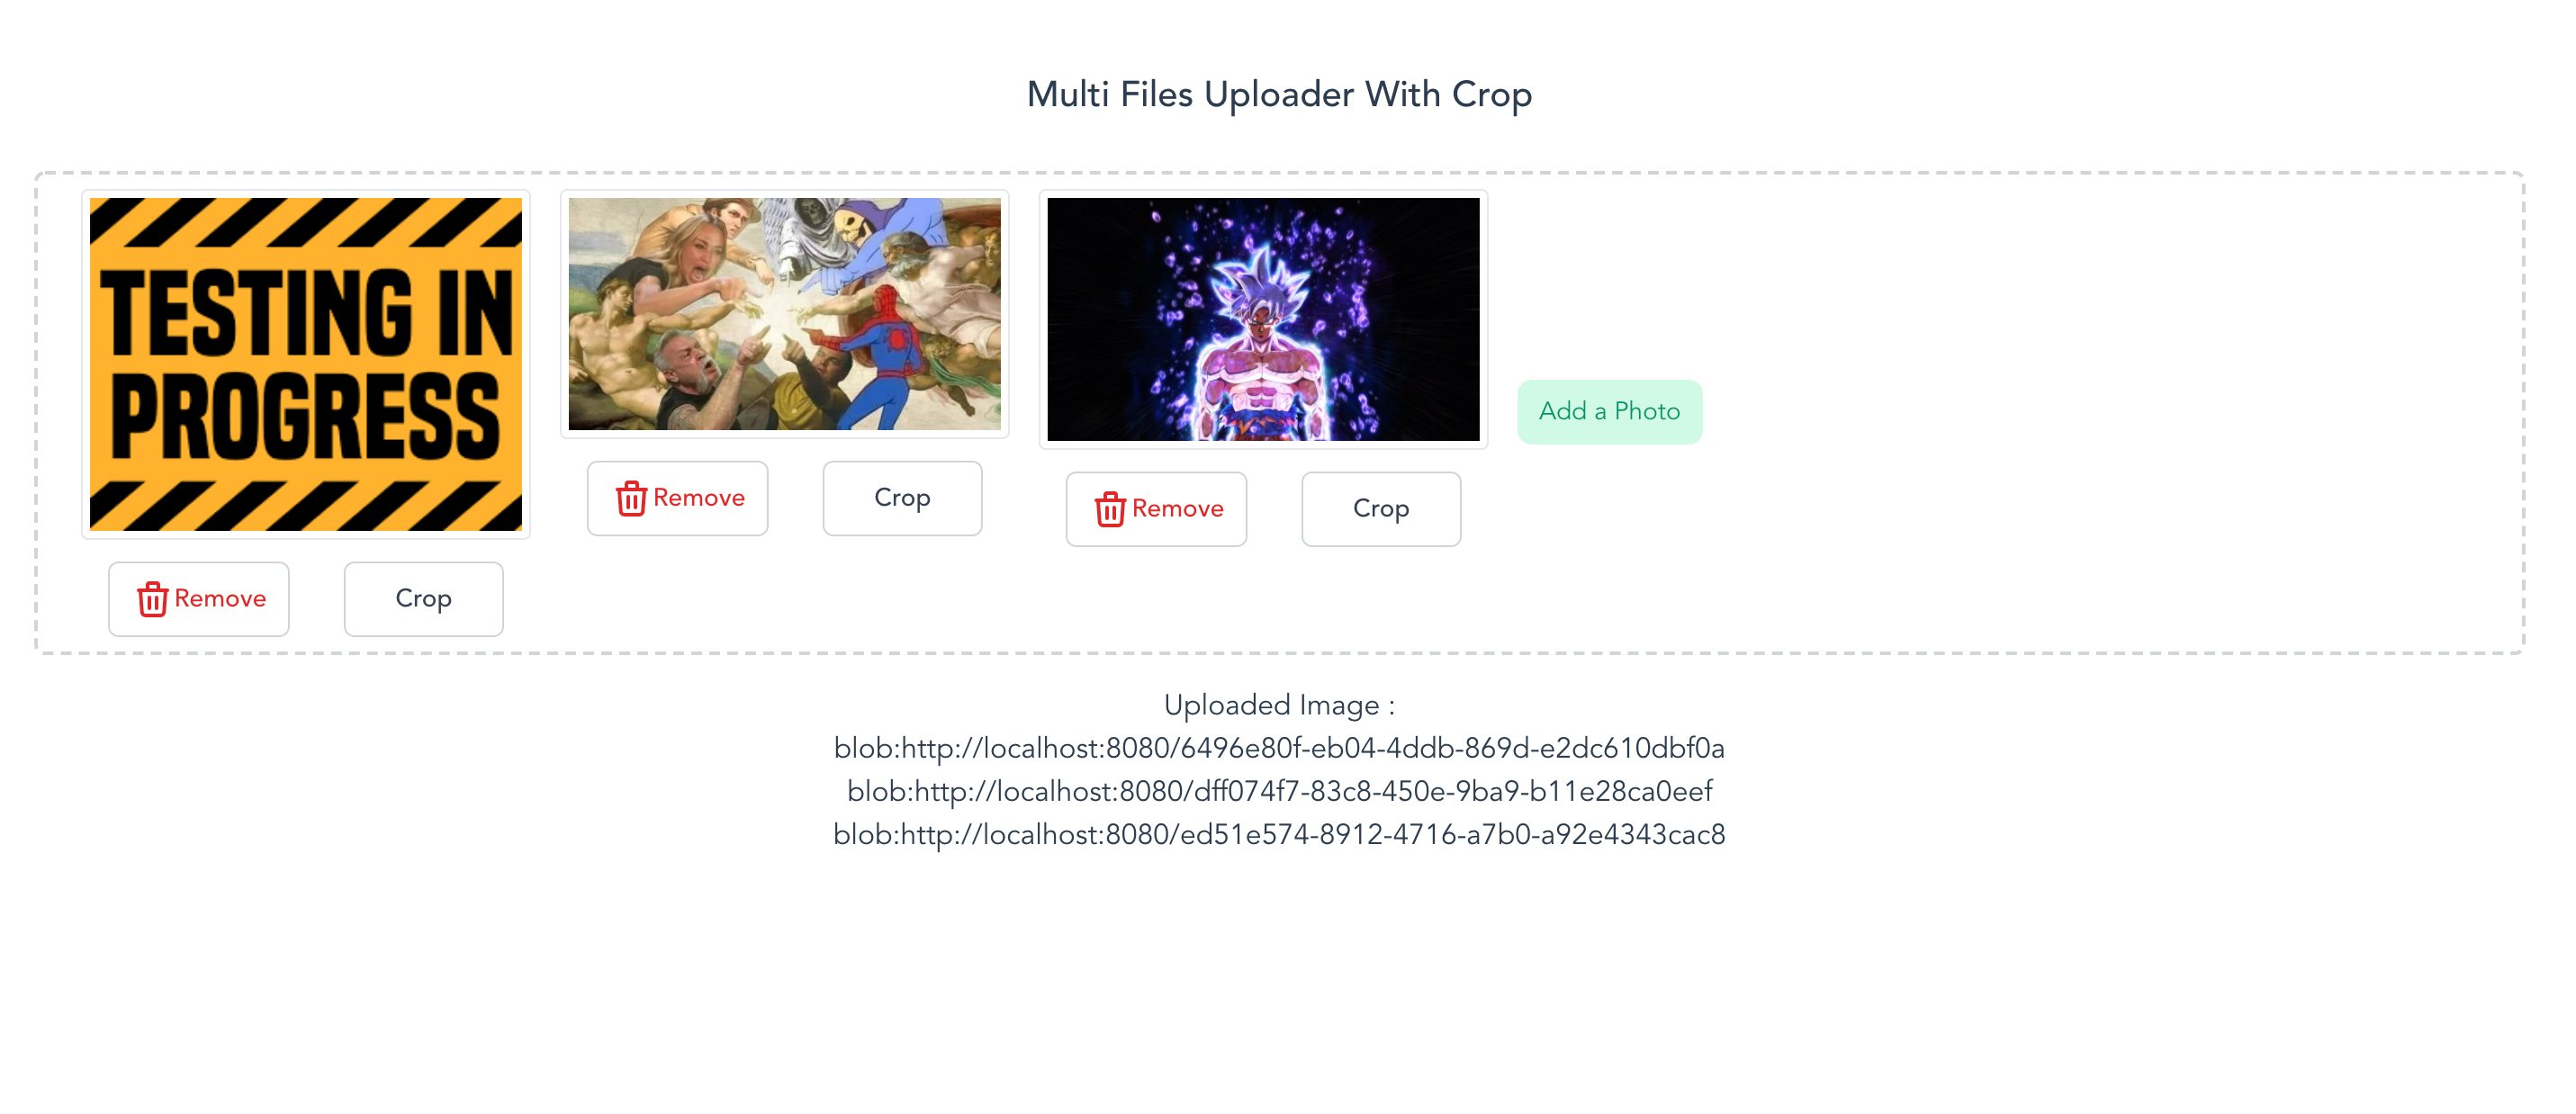 Multi Files Uploader With Crop
TESTING IN
PROGRESS
Add a Photo
Remove
Crop
Remove
Crop
Remove
Crop
Uploaded Image :
blob:http://localhost:8080/6496e80f-eb04-4ddb-869d-e2dc610dbf0a
blob:http://localhost:8080/dff074f7-83c8-450e-9ba9-b11e28ca0eef
blob:http://localhost:8080/ed51e574-8912-4716-a7b0-a92e4343cac8